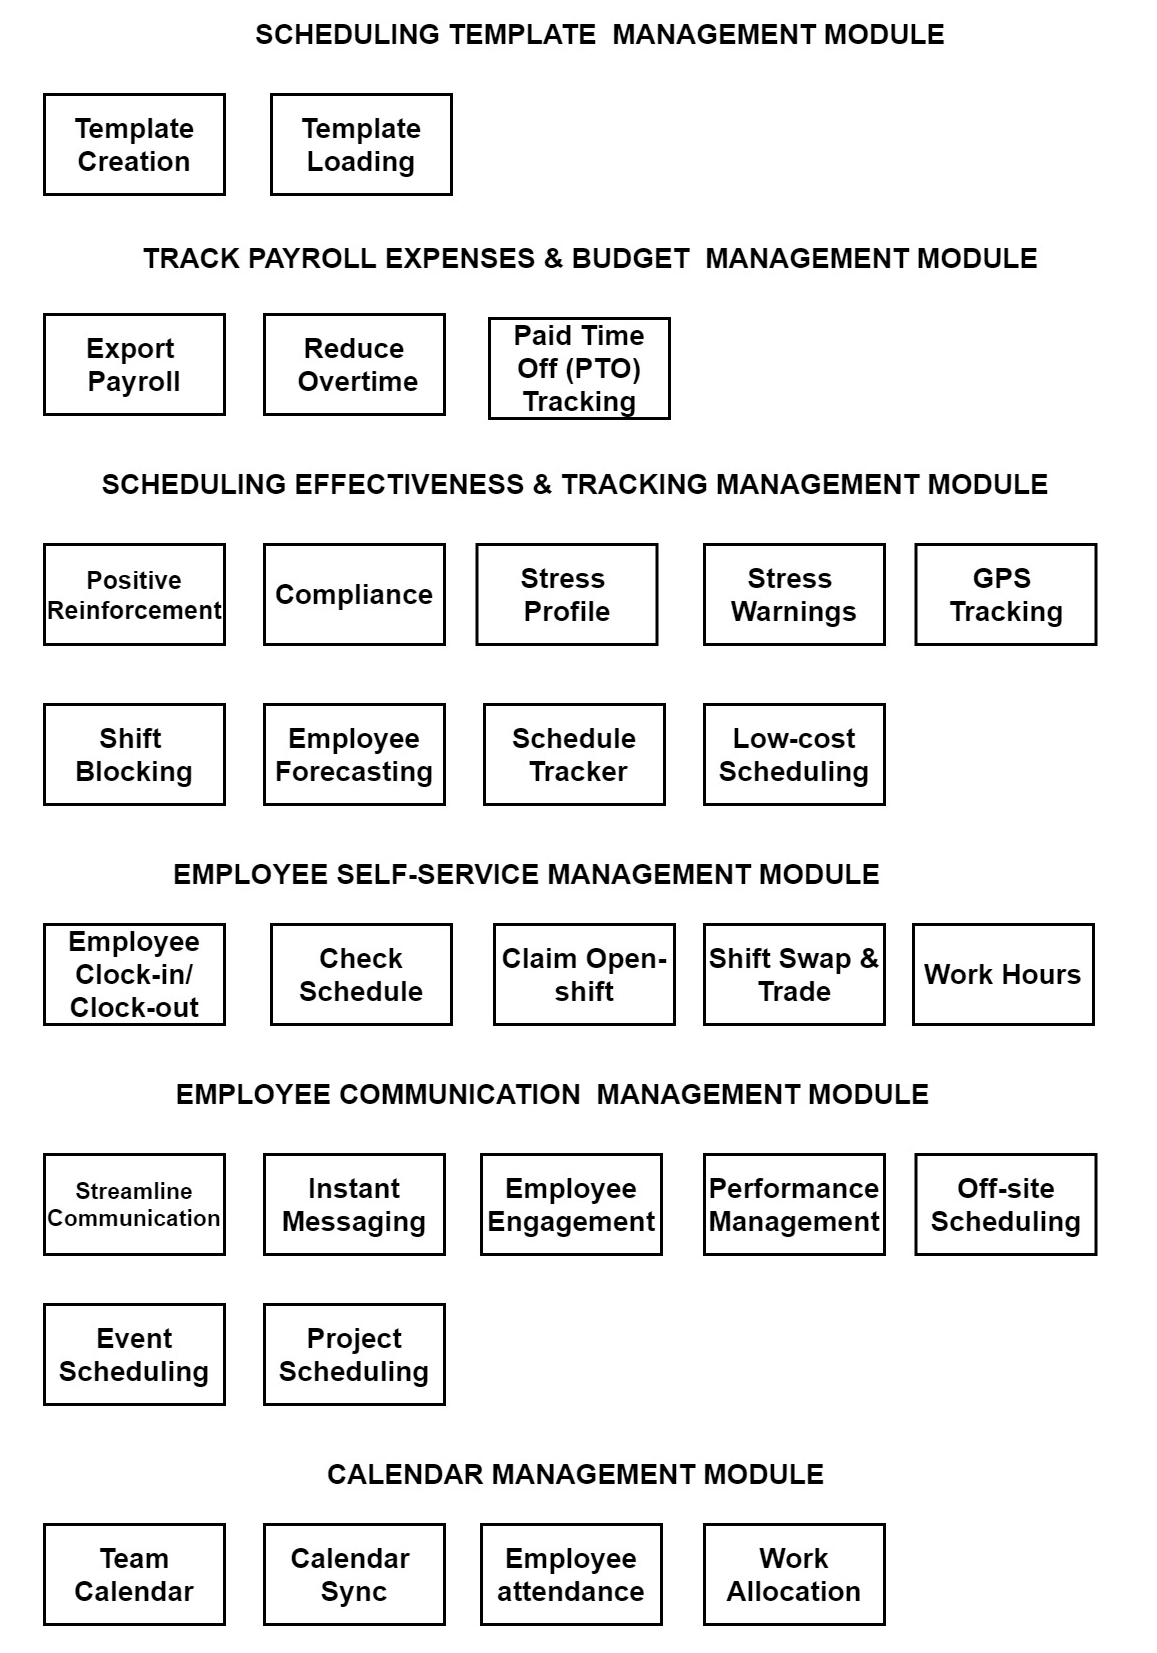 SCHEDULING TEMPLATE  MANAGEMENT MODULE
Template
Creation
Template
Loading
TRACK PAYROLL EXPENSES & BUDGET  MANAGEMENT MODULE
Export
Payroll
Reduce
Overtime
Paid Time
Off (PTO)
Tracking
SCHEDULING EFFECTIVENESS & TRACKING MANAGEMENT MODULE
Positive
Reinforcement
Compliance
Stress
Profile
Stress
Warnings
GPS
Tracking
Shift
Blocking
Employee
Forecasting
Schedule
Tracker
Low-cost
Scheduling
EMPLOYEE SELF-SERVICE MANAGEMENT MODULE
Employee
Clock-in/
Clock-out
Check
Schedule
Claim Open-
shift
Shift Swap &
Trade
Work Hours
EMPLOYEE COMMUNICATION  MANAGEMENT MODULE
Streamline
Communication
Instant
Messaging
Employee
Engagement
Performance
Management
Off-site
Scheduling
Event
Scheduling
Project
Scheduling
CALENDAR MANAGEMENT MODULE
Team
Calendar
Calendar
Sync
Employee
attendance
Work
Allocation